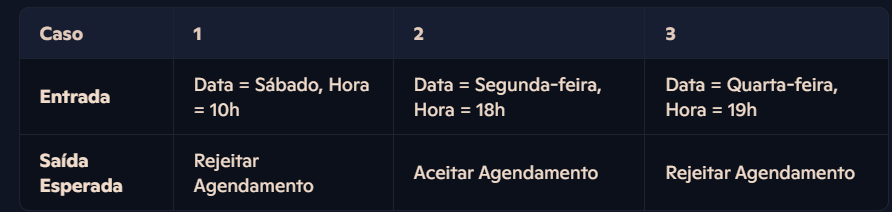 Caso 1 2 3
Entrada
Data = Sábado, Hora
= 10h
Data = Segunda-feira,
Hora = 18h
Data = Quarta-feira,
Hora = 19h
Saída
Esperada
Rejeitar
Agendamento
Aceitar Agendamento
Rejeitar Agendamento